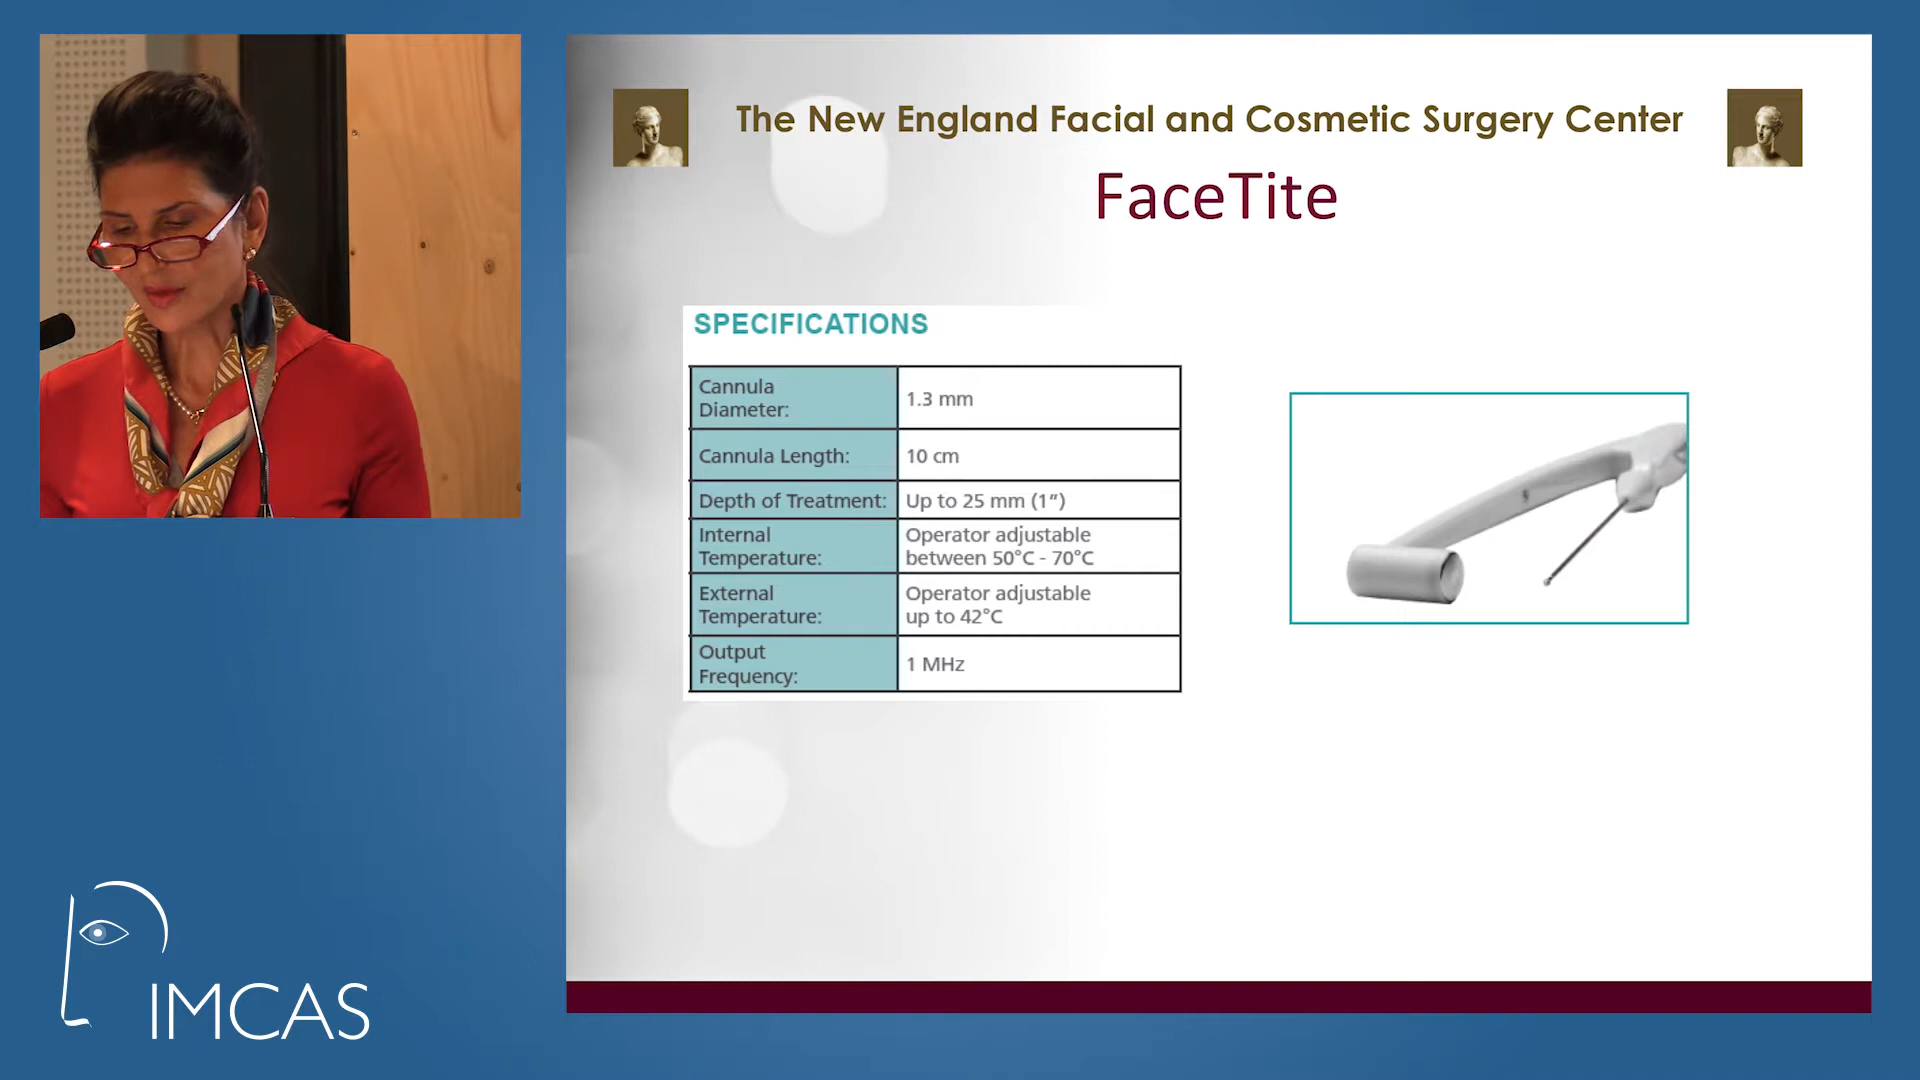 The New England Facial and Cosmetic Surgery Center
FaceTite
SPECIFICATIONS
Cannula
Diameter:
1.3 mm
Cannula Length:
10 cm
Depth of Treatment:
Up to 25 mm (1″)
Internal
Temperature:
Operator adjustable
between 50°C - 70°C
External
Temperature:
Operator adjustable
up to 42°C
Output
Frequency:
1 MHz
IMCAS